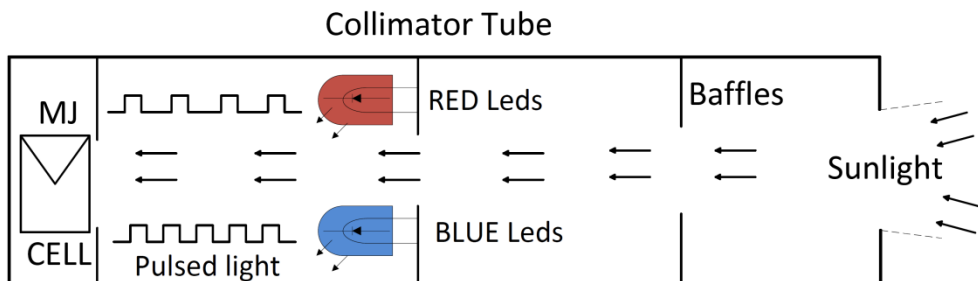 Collimator Tube
MJ
RED Leds
Baffles
Sunlight
CELL
Pulsed light
BLUE Leds